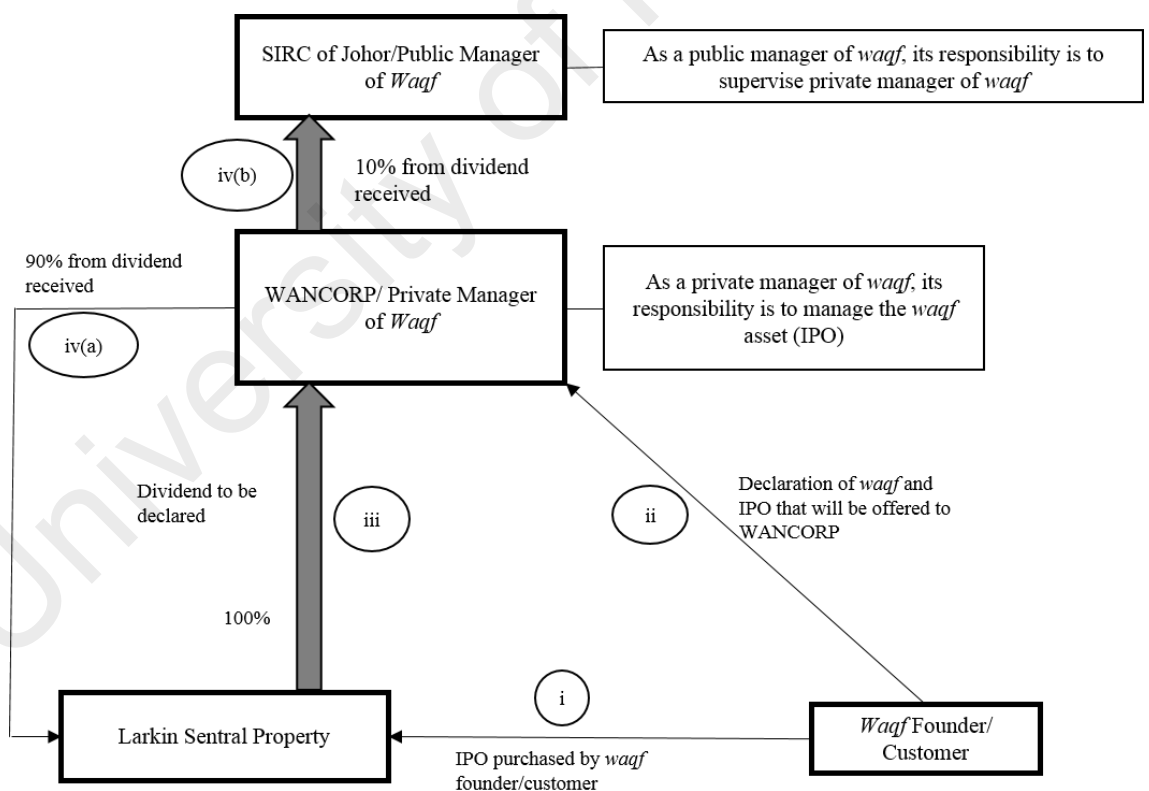 SIRC of Johor/Public Manager
of Waqf
As a public manager of waqf, its responsibility is to
supervise private manager of waqf
iv(b)
10% from dividend
received
90% from dividend
received
iv(a)
WANCORP/ Private Manager
of Waqf
As a private manager of waqf, its
responsibility is to manage the waqf
asset (IPO)
Dividend to be
declared
iii
ii
Declaration of waqf and
IPO that will be offered to
WANCORP
100%
i
Larkin Sentral Property
IPO purchased by waqf
founder/customer
Waqf Founder/
Customer
University of